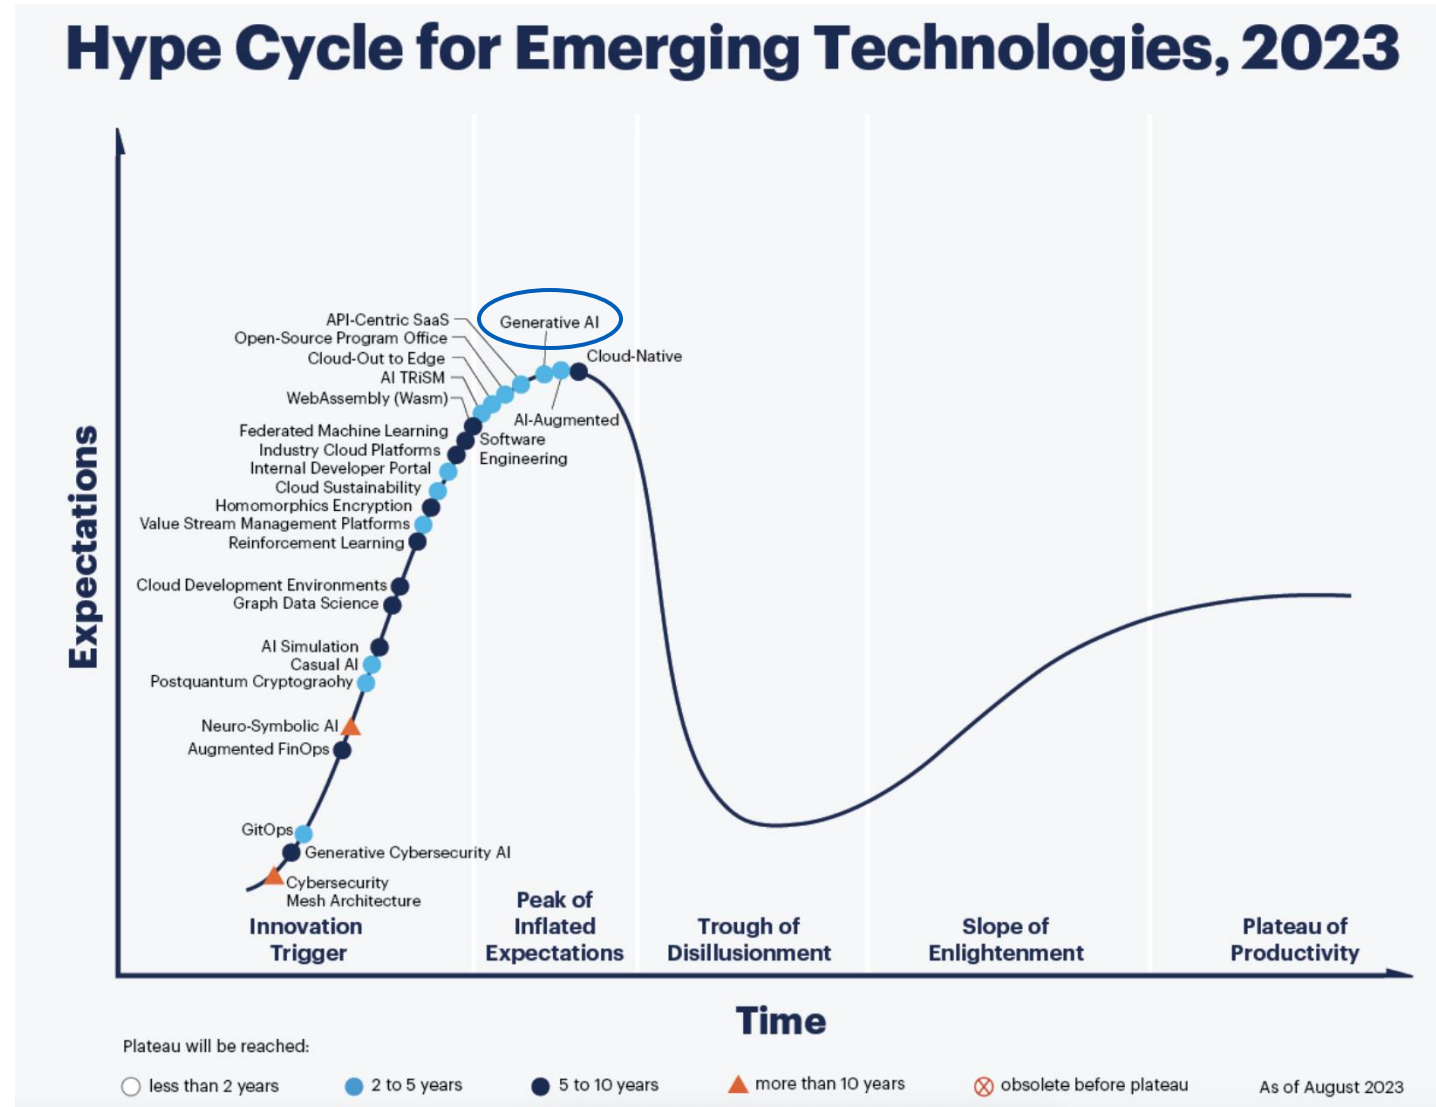 Hype Cycle for Emerging Technologies, 2023
Expectations
API-Centric SaaS
Generative AI
Open-Source Program Office
Cloud-Out to Edge
Cloud-Native
AI TRiSM
WebAssembly (Wasm)
AI-Augmented
Software
Engineering
Federated Machine Learning
Industry Cloud Platforms
Internal Developer Portal
Cloud Sustainability
Homomorphics Encryption
Value Stream Management Platforms
Reinforcement Learning
Cloud Development Environments
Graph Data Science
AI Simulation
Casual AI
Postquantum Cryptograohy
Neuro-Symbolic AI
Augmented FinOps
GitOps
Generative Cybersecurity AI
Cybersecurity
Mesh Architecture
Innovation
Trigger
Peak of
Inflated
Expectations
Trough of
Disillusionment
Slope of
Enlightenment
Plateau of
Productivity
Time
Plateau will be reached:
less than 2 years
2 to 5 years
5 to 10 years
more than 10 years
obsolete before plateau
As of August 2023